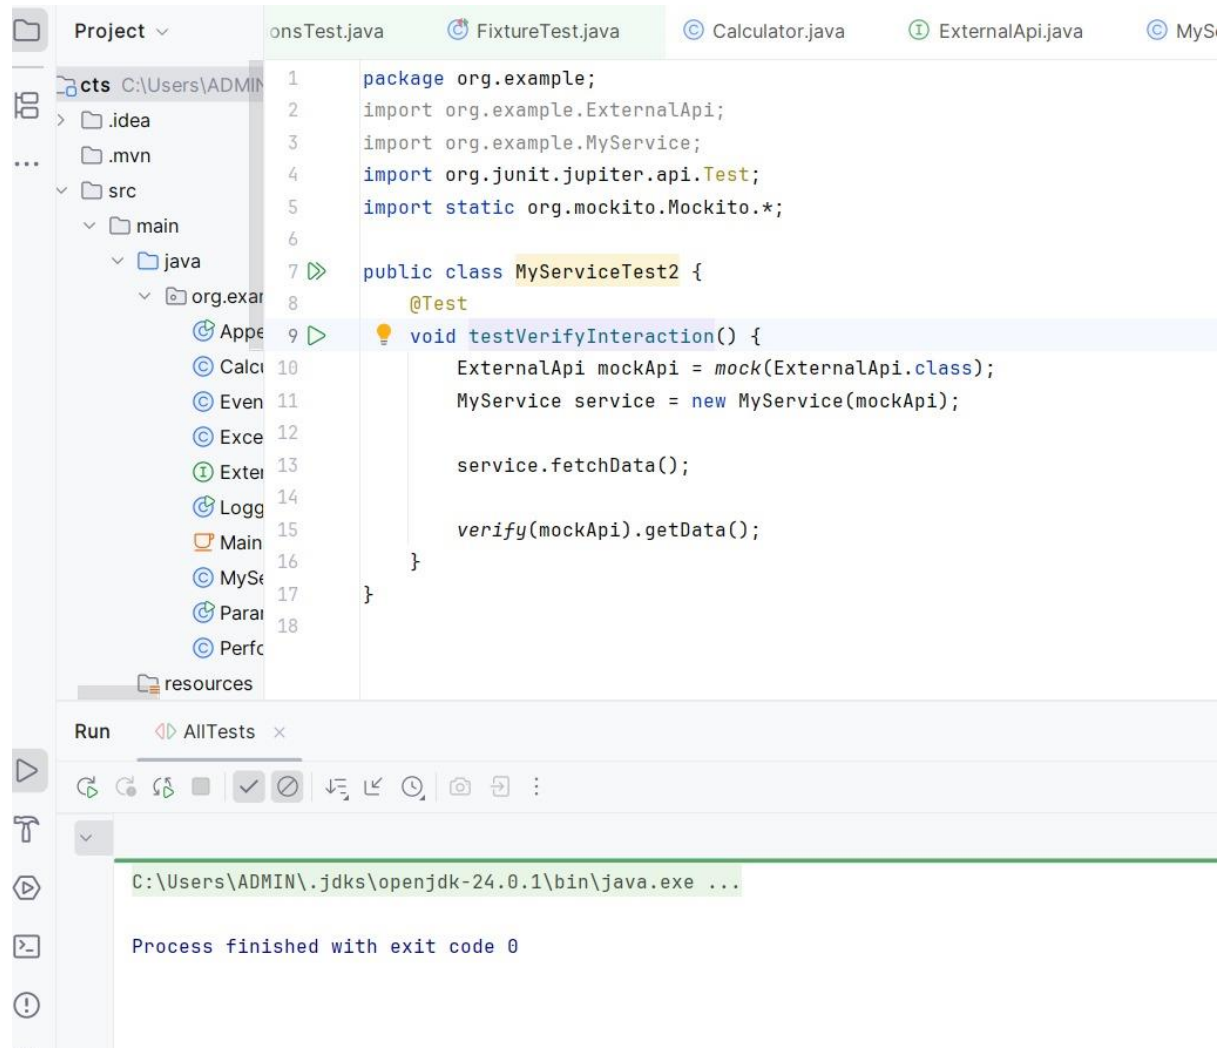 Project
onsTest.java FixtureTest.java Calculator.java ExternalApi.java MySe
cts C:\Users\ADMIN
.idea
.mvn
src
main
java
org.exar
Appe
Calcu
Even
Exce
Exter
Logg
Main
MySe
Parar
Perfo
resources
1 package org.example;
2 import org.example.ExternalApi;
3 import org.example.MyService;
4 import org.junit.jupiter.api.Test;
5 import static org.mockito.Mockito.*;
6
7 public class MyServiceTest2 {
8 @Test
9 void testVerifyInteraction() {
10 ExternalApi mockApi = mock(ExternalApi.class);
11 MyService service = new MyService(mockApi);
12
13 service.fetchData();
14
15 verify(mockApi).getData();
16 }
17 }
18
Run AllTests ×
C:\Users\ADMIN\.jdks\openjdk-24.0.1\bin\java.exe ...
Process finished with exit code 0